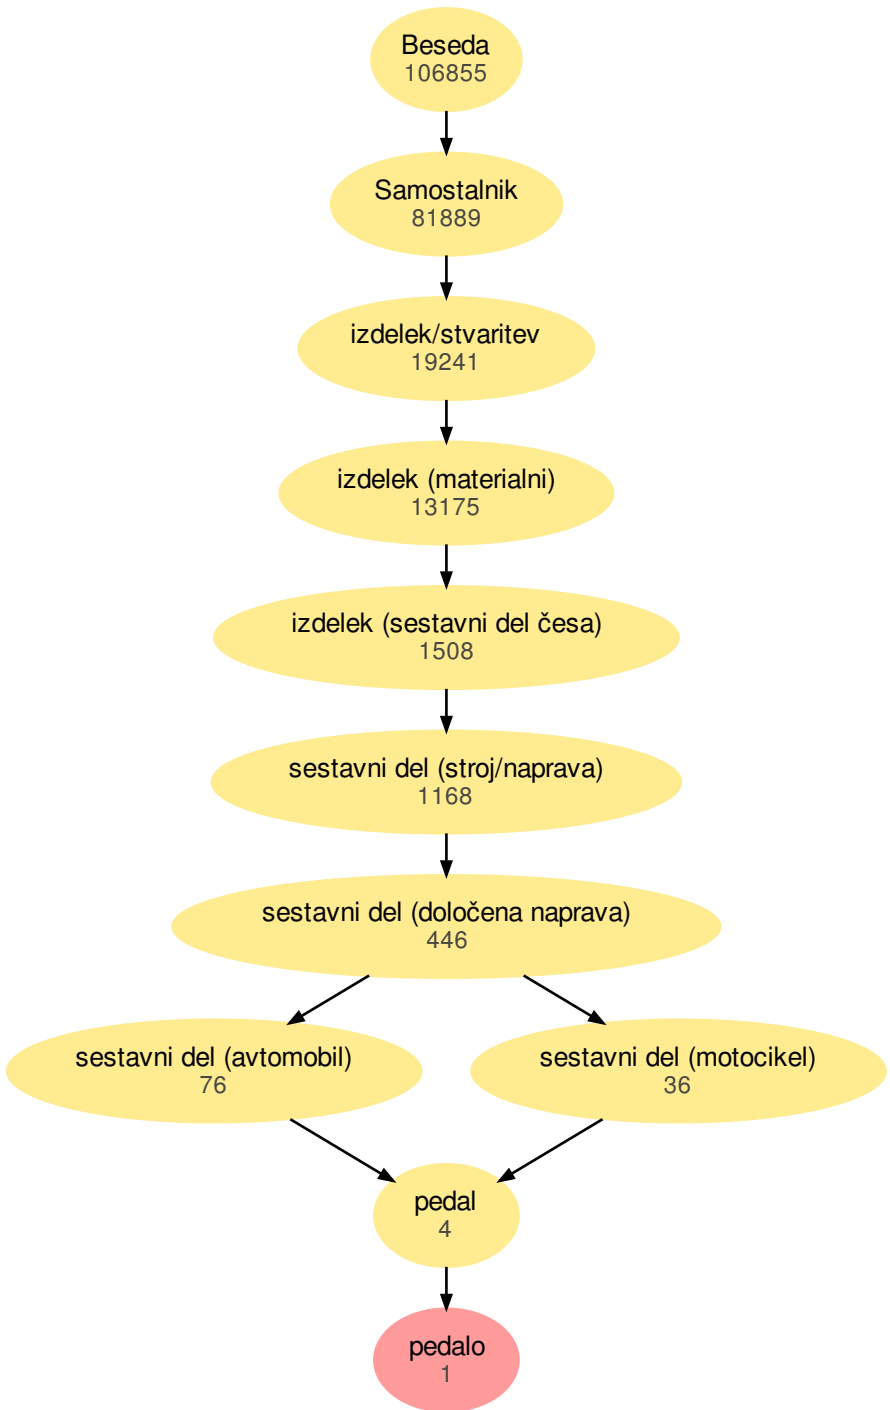 Beseda
106855
Samostalnik
81889
izdelek/stvaritev
19241
izdelek (materialni)
13175
izdelek (sestavni del česa)
1508
sestavni del (stroj/naprava)
1168
sestavni del (določena naprava)
446
sestavni del (avtomobil)
76
sestavni del (motocikel)
36
pedal
4
pedalo
1